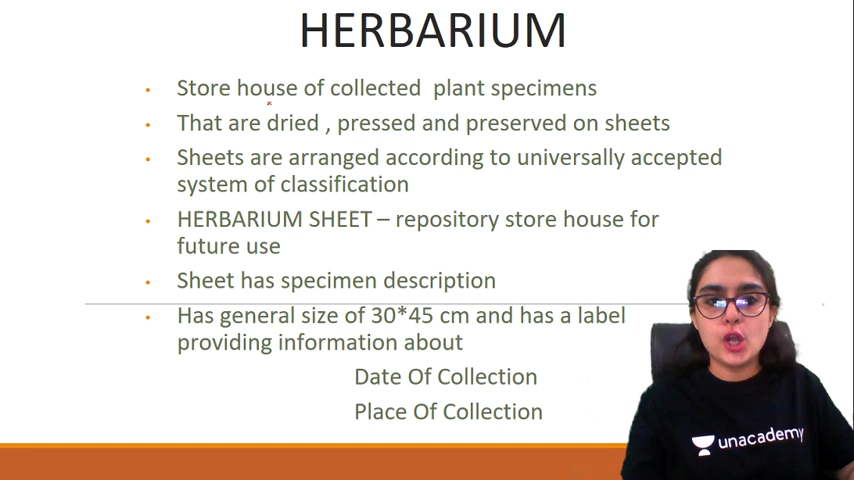 HERBARIUM
• Store house of collected plant specimens
• That are dried , pressed and preserved on sheets
• Sheets are arranged according to universally accepted
system of classification
• HERBARIUM SHEET – repository store house for
future use
• Sheet has specimen description
• Has general size of 30*45 cm and has a label
providing information about
Date Of Collection
Place Of Collection
unacademy